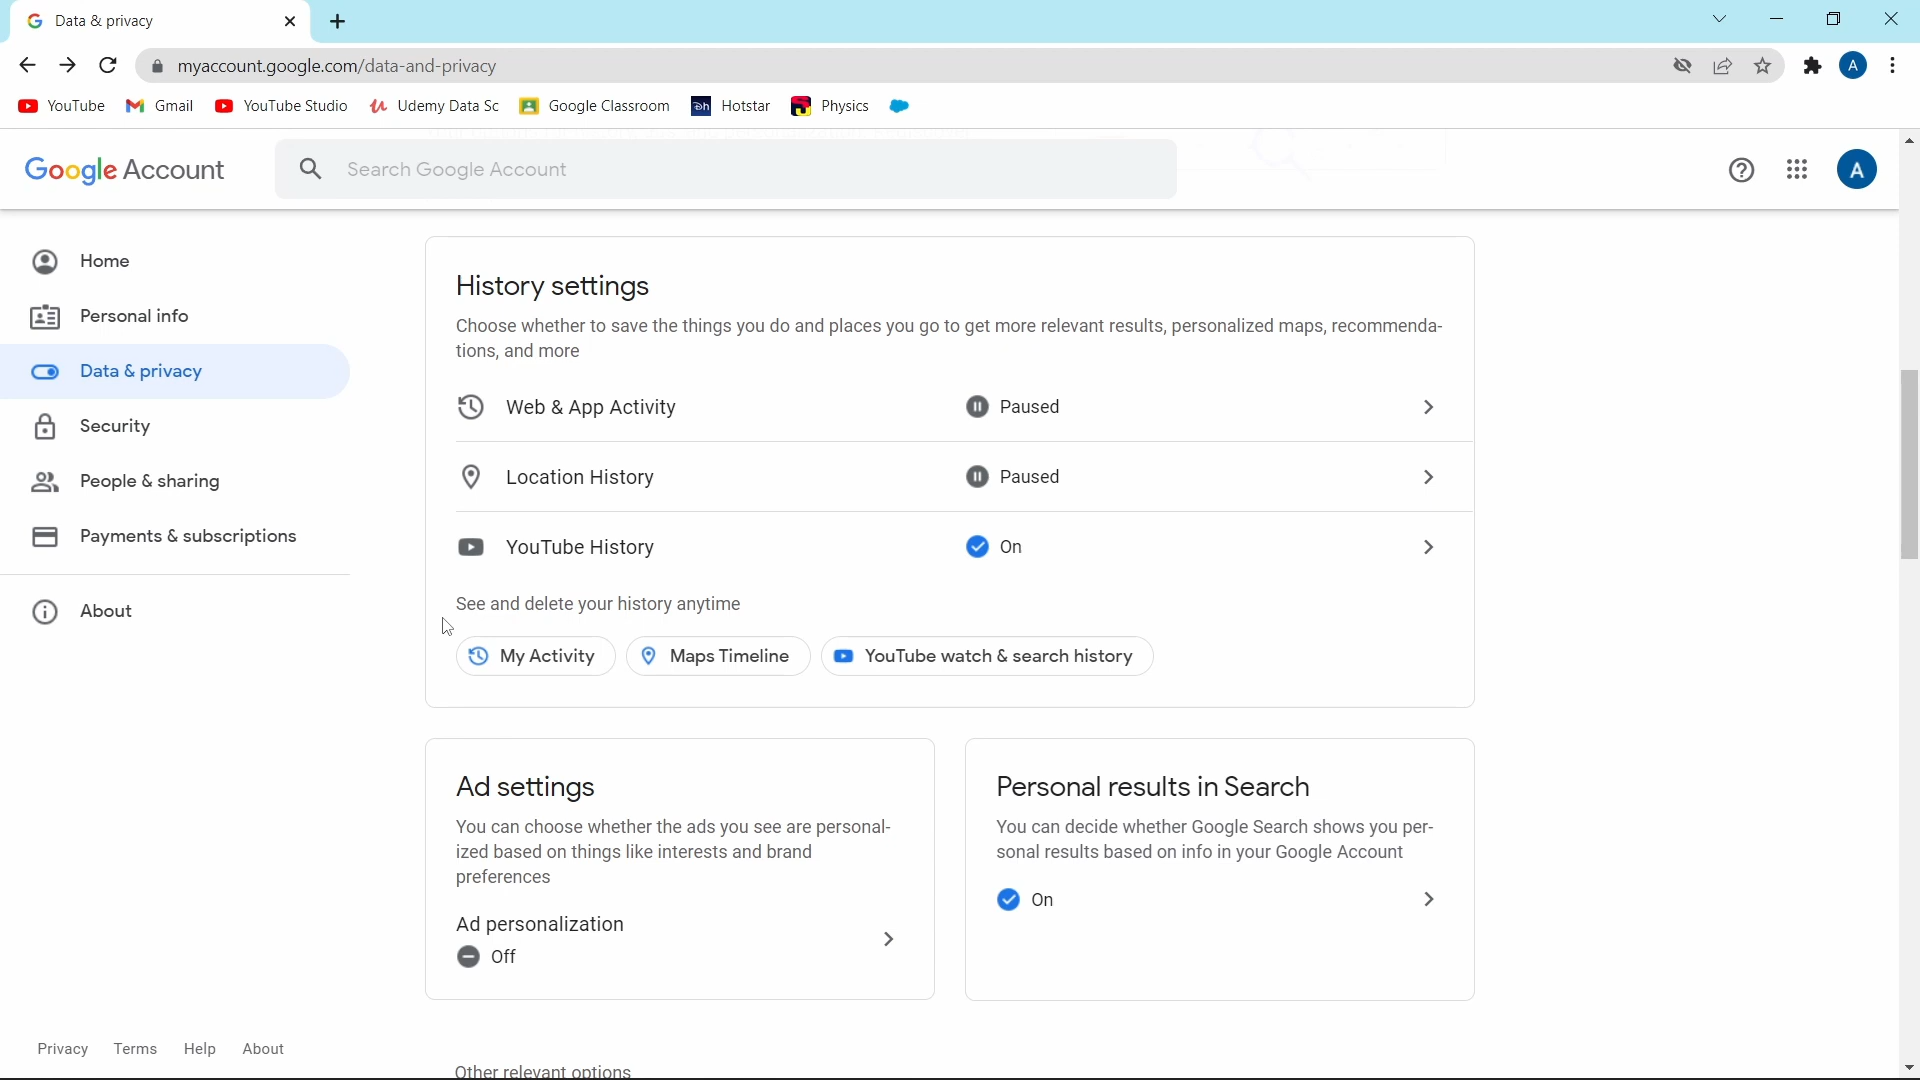 Data & privacy
myaccount.google.com/data-and-privacy
YouTube
Gmail
YouTube Studio
Udemy Data Sc
Google Classroom
Hotstar
Physics
A
Google Account
Search Google Account
A
Home
Personal info
Data & privacy
Security
People & sharing
Payments & subscriptions
About
History settings
Choose whether to save the things you do and places you go to get more relevant results, personalized maps, recommenda-
tions, and more
Web & App Activity
Paused
Location History
Paused
YouTube History
On
See and delete your history anytime
My Activity
Maps Timeline
YouTube watch & search history
Ad settings
You can choose whether the ads you see are personal-
ized based on things like interests and brand
preferences
Ad personalization
Off
Personal results in Search
You can decide whether Google Search shows you per-
sonal results based on info in your Google Account
On
Privacy
Terms
Help
About
Other relevant options